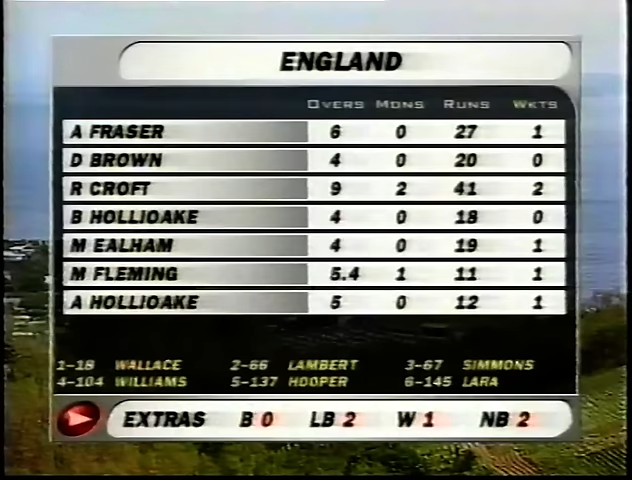 ENGLAND
OVERS MDNS RUNS WKTS
A FRASER 6 0 27 1
D BROWN 4 0 20 0
R CROFT 9 2 41 2
B HOLLIOAKE 4 0 18 0
M EALHAM 4 0 19 1
M FLEMING 5.4 1 11 1
A HOLLIOAKE 5 0 12 1
1-18 WALLACE 2-66 LAMBERT 3-67 SIMMONS
4-104 WILLIAMS 5-137 HOOPER 6-145 LARA
EXTRAS B 0 LB 2 W 1 NB 2